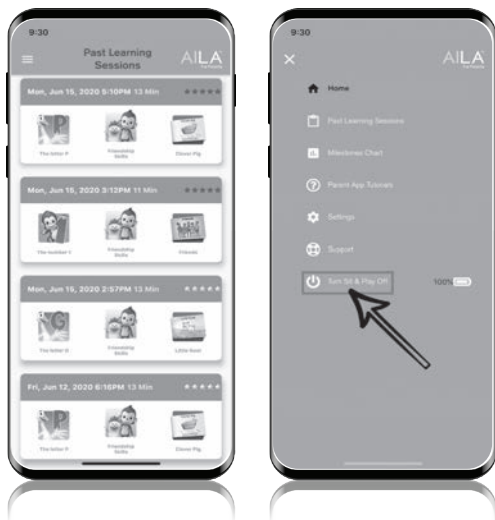 9:30
Past Learning
Sessions
AILA
Mon, Jun 15, 2020 5:10PM 13 Min
The letter P
Friendship
Skills
Clever Pig
Mon, Jun 15, 2020 3:12PM 11 Min
Friendship
Skills
Friends
Mon, Jun 15, 2020 2:57PM 13 Min
The letter G
Friendship
Skills
Little Boat
Fri, Jun 12, 2020 6:16PM 13 Min
The letter P
Friendship
Skills
Clever Pig
9:30
AILA
Home
Past Learning Sessions
Milestones Chart
Parent App Tutorials
Settings
Support
Turn Sit & Play Off
100%